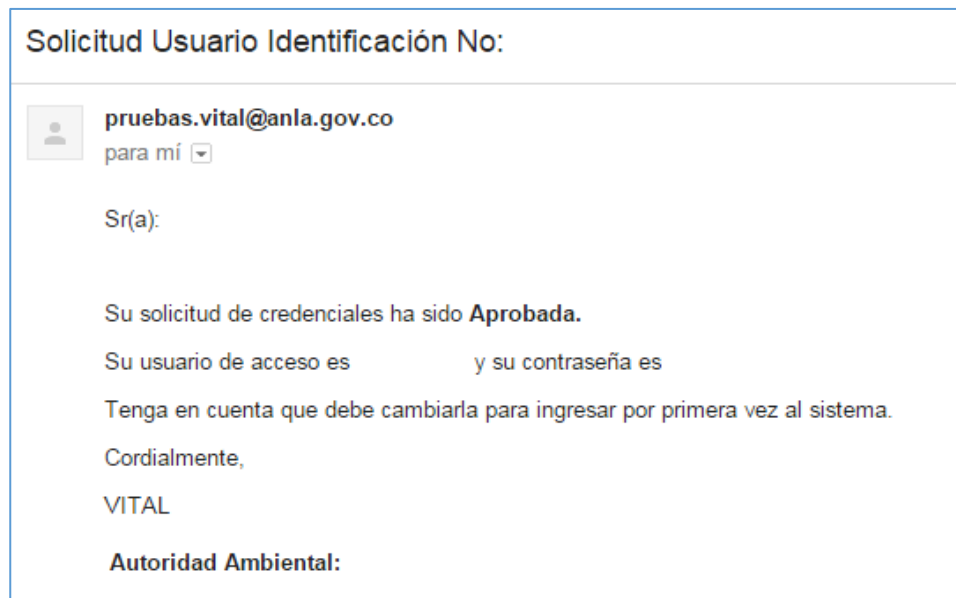 Solicitud Usuario Identificación No:
pruebas.vital@anla.gov.co
para mí
Sr(a):
Su solicitud de credenciales ha sido Aprobada.
Su usuario de acceso es y su contraseña es
Tenga en cuenta que debe cambiarla para ingresar por primera vez al sistema.
Cordialmente,
VITAL
Autoridad Ambiental: